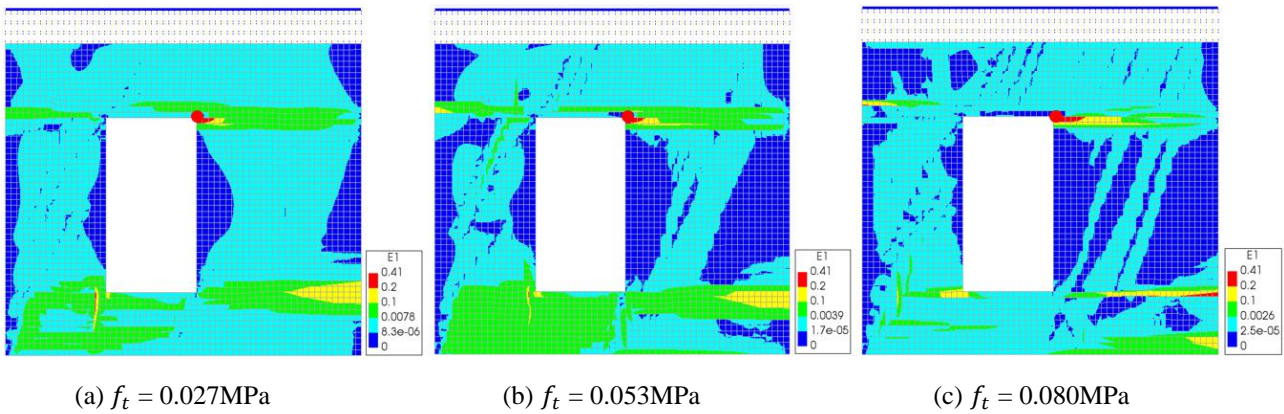 E1
0.41
0.2
0.1
0.0078
8.3e-06
0
E1
0.41
0.2
0.1
0.0039
1.7e-05
0
E1
0.41
0.2
0.1
0.0026
2.5e-05
0
(a) f_t = 0.027MPa
(b) f_t = 0.053MPa
(c) f_t = 0.080MPa